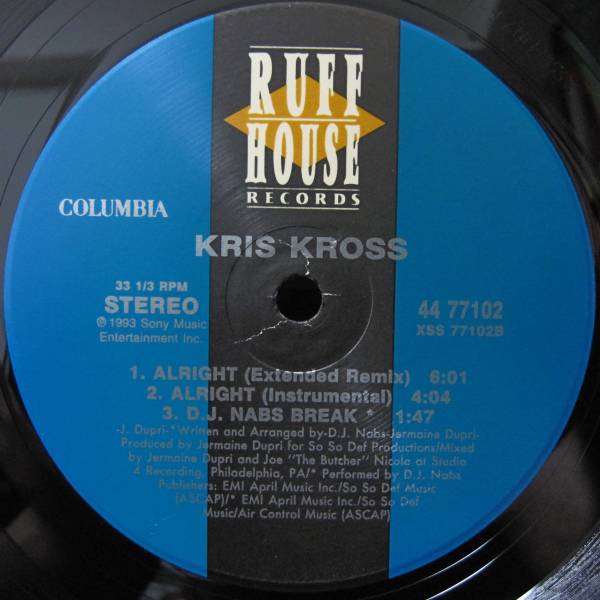 RUFF
HOUSE
RECORDS
COLUMBIA
KRIS KROSS
33 1/3 RPM
STEREO
℗ 1993 Sony Music
Entertainment Inc.
44 77102
XSS 77102B
1. ALRIGHT (Extended Remix) 6:01
2. ALRIGHT (Instrumental) 4:04
3. D.J. NABS BREAK * 1:47
-J. Dupri-*Written and Arranged by-D.J. Nabs-Jermaine Dupri-
Produced by Jermaine Dupri for So So Def Productions/Mixed
by Jermaine Dupri and Joe "The Butcher" Nicolo at Studio
4 Recording, Philadelphia, PA/* Performed by D.J. Nabs
Publishers: EMI April Music Inc./So So Def Music
(ASCAP)/* EMI April Music Inc./So So Def
Music/Air Control Music (ASCAP)